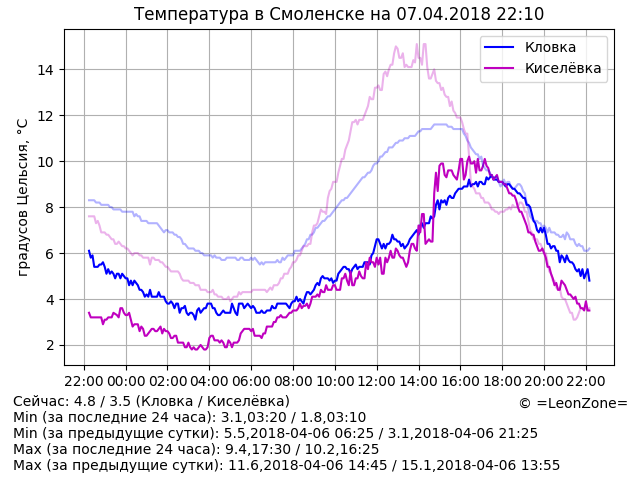 Температура в Смоленске на 07.04.2018 22:10
Кловка
Киселёвка
градусов Цельсия, °C
14
12
10
8
6
4
2
22:00 00:00 02:00 04:00 06:00 08:00 10:00 12:00 14:00 16:00 18:00 20:00 22:00
Сейчас: 4.8 / 3.5 (Кловка / Киселёвка)
© =LeonZone=
Min (за последние 24 часа): 3.1,03:20 / 1.8,03:10
Min (за предыдущие сутки): 5.5,2018-04-06 06:25 / 3.1,2018-04-06 21:25
Max (за последние 24 часа): 9.4,17:30 / 10.2,16:25
Max (за предыдущие сутки): 11.6,2018-04-06 14:45 / 15.1,2018-04-06 13:55